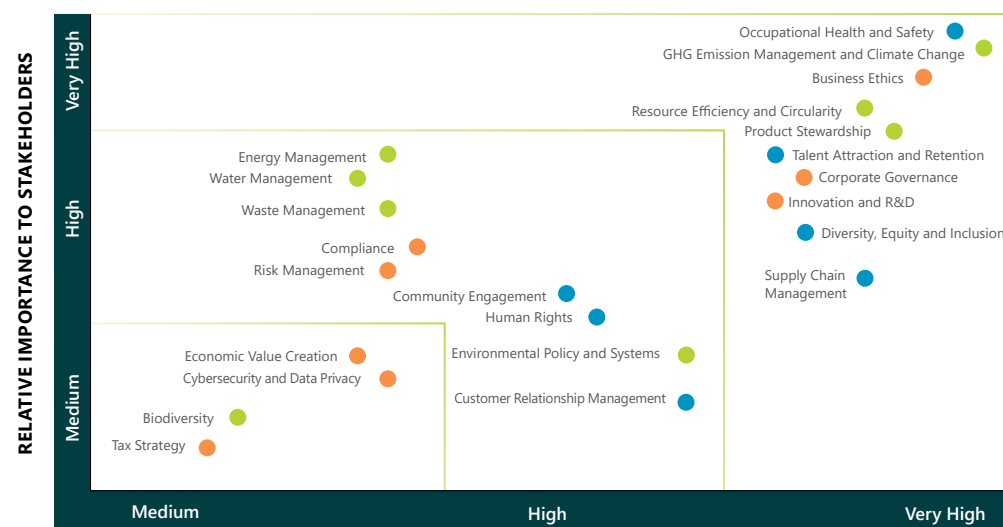 RELATIVE IMPORTANCE TO STAKEHOLDERS
Very High
High
Medium
Occupational Health and Safety
GHG Emission Management and Climate Change
Business Ethics
Resource Efficiency and Circularity
Product Stewardship
Energy Management
Talent Attraction and Retention
Water Management
Corporate Governance
Waste Management
Innovation and R&D
Diversity, Equity and Inclusion
Compliance
Risk Management
Supply Chain
Management
Community Engagement
Human Rights
Economic Value Creation
Environmental Policy and Systems
Cybersecurity and Data Privacy
Customer Relationship Management
Biodiversity
Tax Strategy
Medium
High
Very High